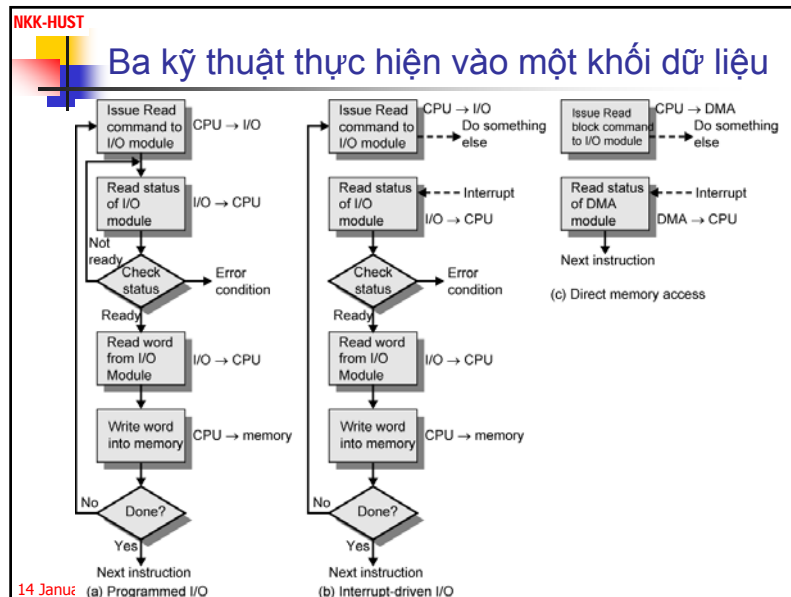 NKK-HUST
Ba kỹ thuật thực hiện vào một khối dữ liệu
Issue Read
command to
I/O module
CPU → I/O
Read status
of I/O
module
I/O → CPU
Not
ready
Check
status
Error
condition
Ready
Read word
from I/O
Module
I/O → CPU
Write word
into memory
CPU → memory
No
Done?
Yes
Next instruction
(a) Programmed I/O
Issue Read
command to
I/O module
CPU → I/O
Do something
else
Read status
of I/O
module
Interrupt
I/O → CPU
Check
status
Error
condition
Ready
Read word
from I/O
Module
I/O → CPU
Write word
into memory
CPU → memory
No
Done?
Yes
Next instruction
(b) Interrupt-driven I/O
Issue Read
block command
to I/O module
CPU → DMA
Do something
else
Read status
of DMA
module
Interrupt
DMA → CPU
Next instruction
(c) Direct memory access
14 Janua